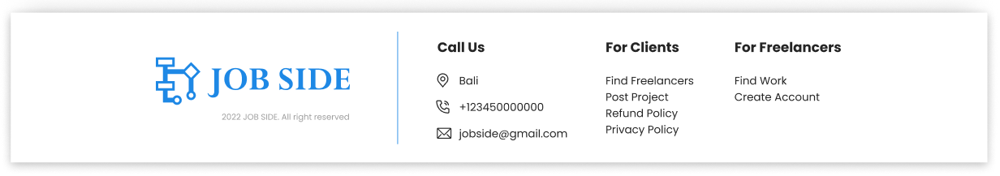 JOB SIDE
2022 JOB SIDE. All right reserved
Call Us
Bali
+123450000000
jobside@gmail.com
For Clients
Find Freelancers
Post Project
Refund Policy
Privacy Policy
For Freelancers
Find Work
Create Account